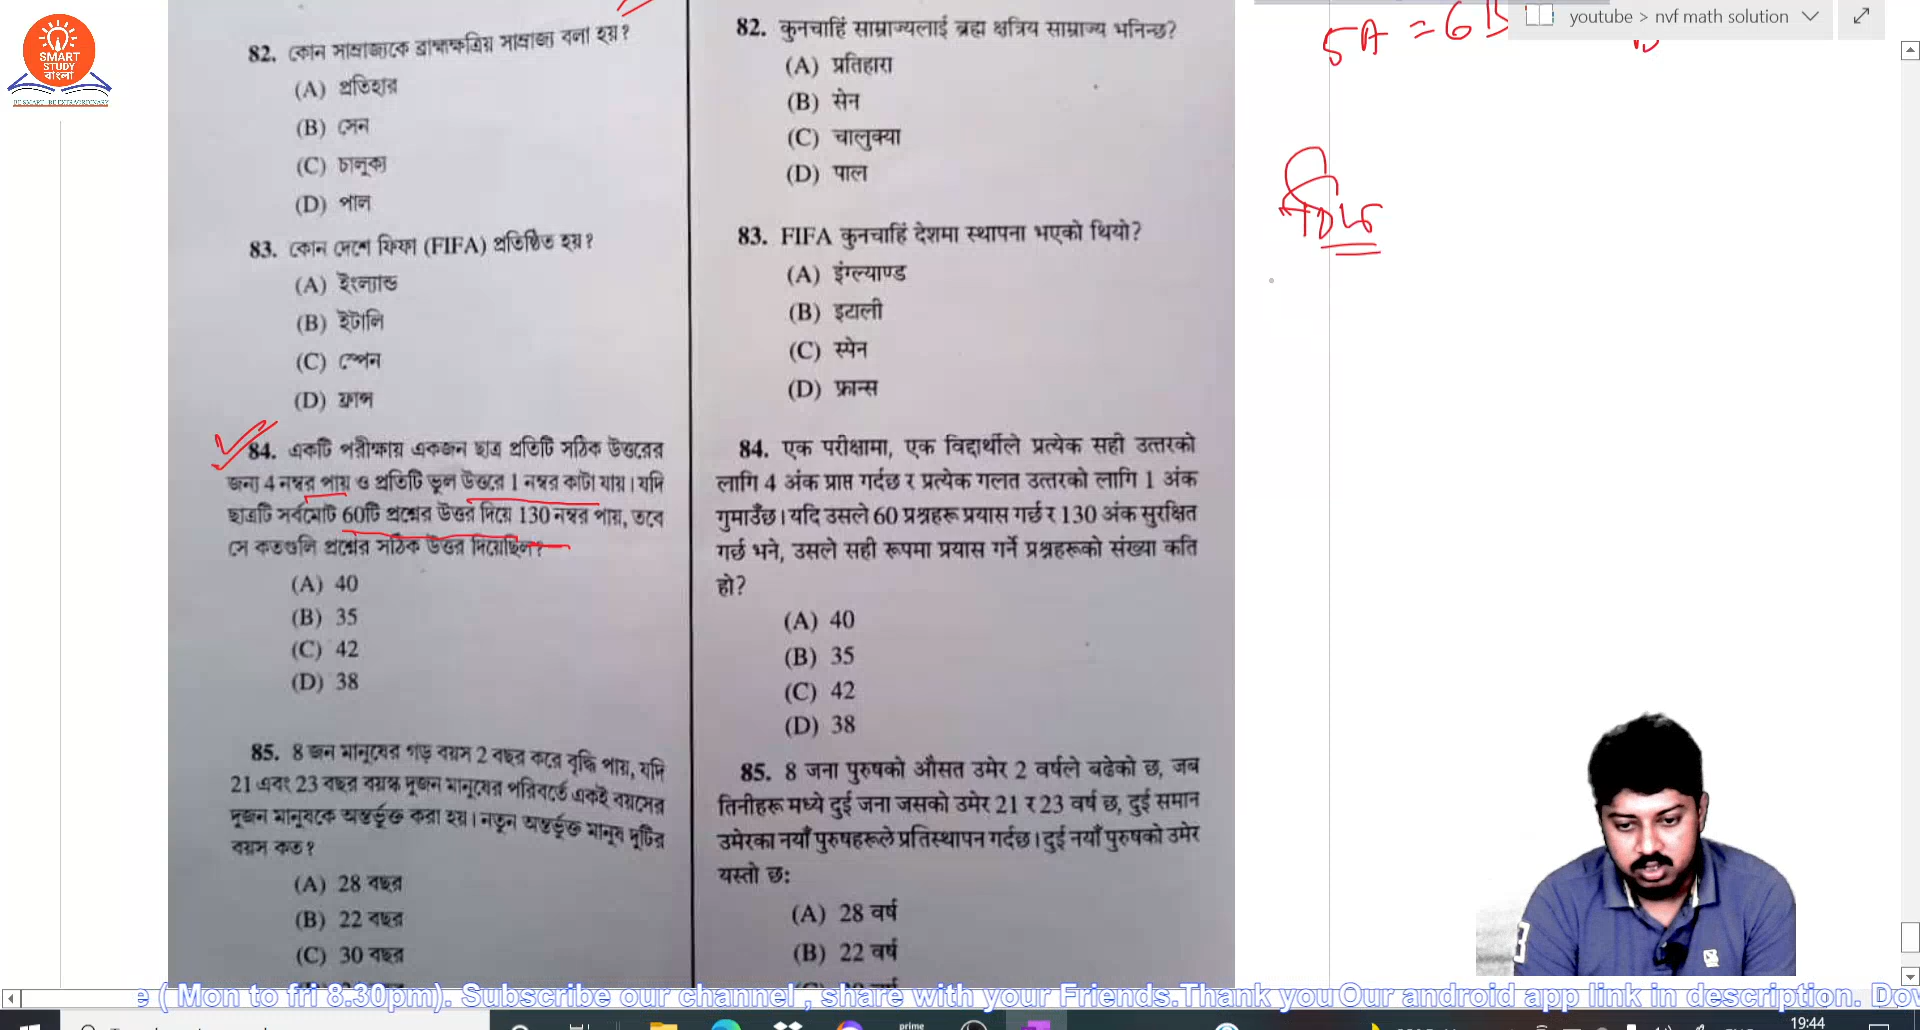 SMART
STUDY
বাংলা
BE SMART BE EXTRAORDINARY
82. কোন সাম্রাজ্যকে ব্রাহ্মক্ষত্রিয় সাম্রাজ্য বলা হয়?
(A) প্রতিহার
(B) সেন
(C) চালুক্য
(D) পাল
83. কোন দেশে ফিফা (FIFA) প্রতিষ্ঠিত হয়?
(A) ইংল্যান্ড
(B) ইটালি
(C) স্পেন
(D) ফ্রান্স
84. একটি পরীক্ষায় একজন ছাত্র প্রতিটি সঠিক উত্তরের
জন্য 4 নম্বর পায় ও প্রতিটি ভুল উত্তরে 1 নম্বর কাটা যায়। যদি
ছাত্রটি সর্বমোট 60টি প্রশ্নের উত্তর দিয়ে 130 নম্বর পায়, তবে
সে কতগুলি প্রশ্নের সঠিক উত্তর দিয়েছিল?
(A) 40
(B) 35
(C) 42
(D) 38
85. 8 জন মানুষের গড় বয়স 2 বছর করে বৃদ্ধি পায়, যদি
21 এবং 23 বছর বয়স্ক দুজন মানুষের পরিবর্তে একই বয়সের
দুজন মানুষকে অন্তর্ভুক্ত করা হয়। নতুন অন্তর্ভুক্ত মানুষ দুটির
বয়স কত?
(A) 28 বছর
(B) 22 বছর
(C) 30 বছর
82. कुनचाहिं साम्राज्यलाई ब्रह्म क्षत्रिय साम्राज्य भनिन्छ?
(A) प्रतिहारा
(B) सेन
(C) चालुक्या
(D) पाल
83. FIFA कुनचाहिं देशमा स्थापना भएको थियो?
(A) इंग्ल्याण्ड
(B) इटाली
(C) स्पेन
(D) फ्रान्स
84. एक परीक्षामा, एक विद्यार्थीले प्रत्येक सही उत्तरको
लागि 4 अंक प्राप्त गर्दछ र प्रत्येक गलत उत्तरको लागि 1 अंक
गुमाउँछ। यदि उसले 60 प्रश्नहरू प्रयास गर्छ र 130 अंक सुरक्षित
गर्छ भने, उसले सही रूपमा प्रयास गर्ने प्रश्नहरूको संख्या कति
हो?
(A) 40
(B) 35
(C) 42
(D) 38
85. 8 जना पुरुषको औसत उमेर 2 वर्षले बढेको छ, जब
तिनीहरू मध्ये दुई जना जसको उमेर 21 र 23 वर्ष छ, दुई समान
उमेरका नयाँ पुरुषहरूले प्रतिस्थापन गर्दछ। दुई नयाँ पुरुषको उमेर
यस्तो छ:
(A) 28 वर्ष
(B) 22 वर्ष
5A = 6B
youtube > nvf math solution
e ( Mon to fri 8.30pm). Subscribe our channel , share with your Friends.Thank you Our android app link in description. Dov
prime
19:44